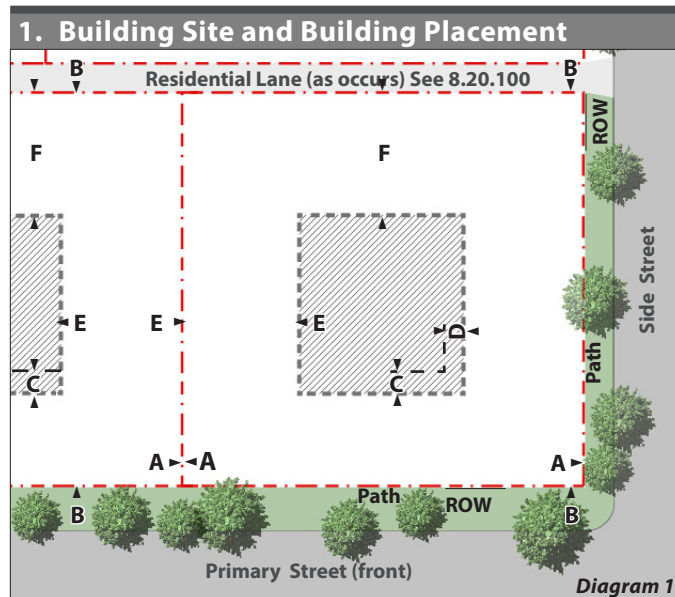 1. Building Site and Building Placement
B B
Residential Lane (as occurs) See 8.20.100
ROW
F F
Side Street
E E E
D
C C
Path
A A A
B Path ROW B
Primary Street (front)
Diagram 1